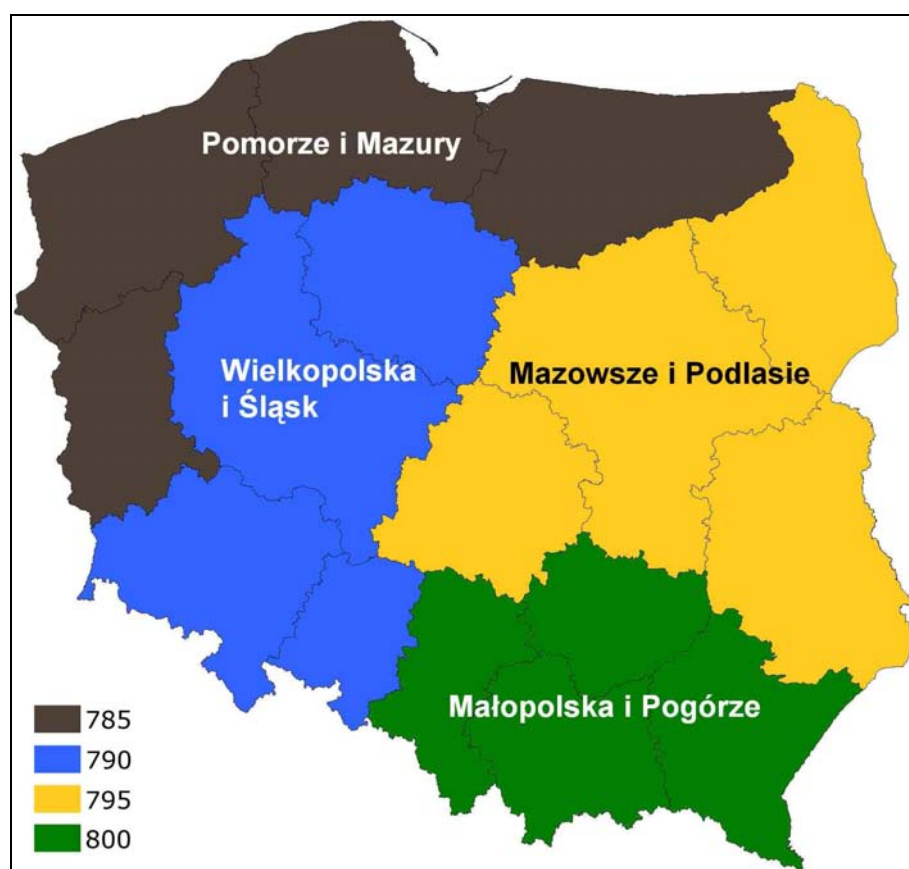 Pomorze i Mazury
Wielkopolska
i Śląsk
Mazowsze i Podlasie
Małopolska i Pogórze
785
790
795
800